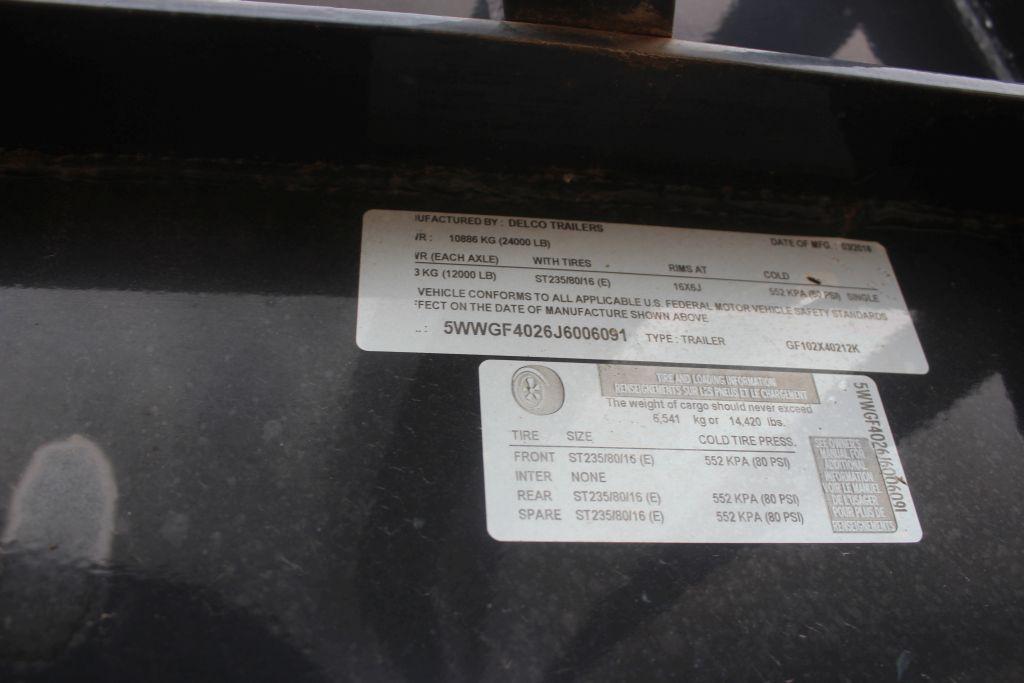 UFACTURED BY : DELCO TRAILERS DATE OF MFG. : 03/2018
VR : 10886 KG (24000 LB)
VR (EACH AXLE) WITH TIRES RIMS AT COLD
3 KG (12000 LB) ST235/80/16 (E) 16X6J 552 KPA (80 PSI) SINGLE
VEHICLE CONFORMS TO ALL APPLICABLE U.S. FEDERAL MOTOR VEHICLE SAFETY STANDARDS
FECT ON THE DATE OF MANUFACTURE SHOWN ABOVE
: 5WWGF4026J6006091 TYPE : TRAILER GF102X40212K
TIRE AND LOADING INFORMATION
RENSEIGNEMENTS SUR LES PNEUS ET LE CHARGEMENT
The weight of cargo should never exceed
6,541 kg or 14,420 lbs.
TIRE SIZE COLD TIRE PRESS.
FRONT ST235/80/16 (E) 552 KPA (80 PSI)
INTER NONE
REAR ST235/80/16 (E) 552 KPA (80 PSI)
SPARE ST235/80/16 (E) 552 KPA (80 PSI)
SEE OWNER'S
MANUAL FOR
ADDITIONAL
INFORMATION
VOIR LE MANUEL
DE L'USAGER
POUR PLUS DE
RENSEIGNEMENTS
5WWGF4026J6006091